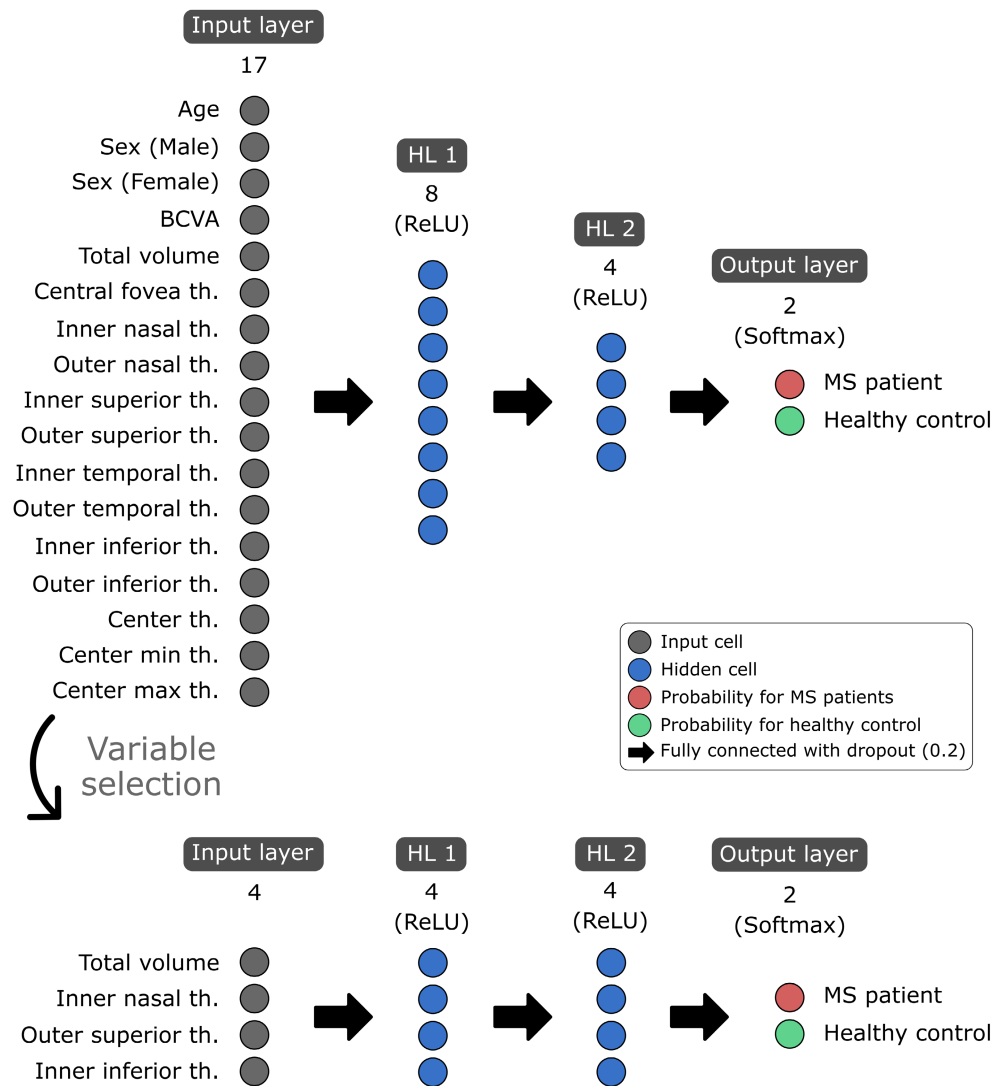 Input layer
17
Age
Sex (Male)
Sex (Female)
BCVA
Total volume
Central fovea th.
Inner nasal th.
Outer nasal th.
Inner superior th.
Outer superior th.
Inner temporal th.
Outer temporal th.
Inner inferior th.
Outer inferior th.
Center th.
Center min th.
Center max th.
HL 1
8
(ReLU)
HL 2
4
(ReLU)
Output layer
2
(Softmax)
MS patient
Healthy control
Input cell
Hidden cell
Probability for MS patients
Probability for healthy control
Fully connected with dropout (0.2)
Variable
selection
Input layer
4
Total volume
Inner nasal th.
Outer superior th.
Inner inferior th.
HL 1
4
(ReLU)
HL 2
4
(ReLU)
Output layer
2
(Softmax)
MS patient
Healthy control